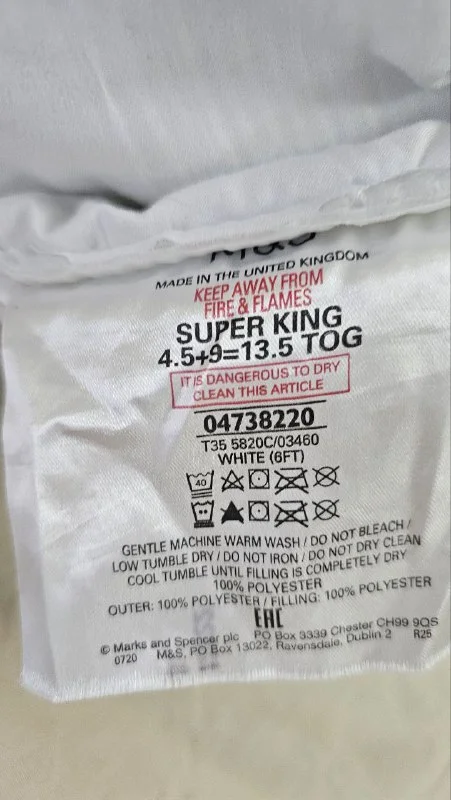 MADE IN THE UNITED KINGDOM
KEEP AWAY FROM
FIRE & FLAMES
SUPER KING
4.5+9=13.5 TOG
IT IS DANGEROUS TO DRY
CLEAN THIS ARTICLE
04738220
T35 5820C/03460
WHITE (6FT)
40
GENTLE MACHINE WARM WASH / DO NOT BLEACH /
LOW TUMBLE DRY / DO NOT IRON / DO NOT DRY CLEAN
COOL TUMBLE UNTIL FILLING IS COMPLETELY DRY
100% POLYESTER
OUTER: 100% POLYESTER / FILLING: 100% POLYESTER
EAC
© Marks and Spencer plc PO Box 3339 Chester CH99 9QS
0720 M&S, PO Box 13022, Ravensdale, Dublin 2 R25